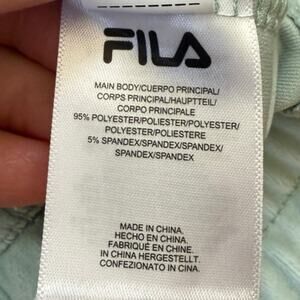 FILA
MAIN BODY/CUERPO PRINCIPAL/
CORPS PRINCIPAL/HAUPTTEIL/
CORPO PRINCIPALE
95% POLYESTER/POLIESTER/POLYESTER/
POLYESTER/POLIESTERE
5% SPANDEX/SPANDEX/SPANDEX/
SPANDEX/SPANDEX
MADE IN CHINA.
HECHO EN CHINA.
FABRIQUÉ EN CHINE.
IN CHINA HERGESTELLT.
CONFEZIONATO IN CINA.